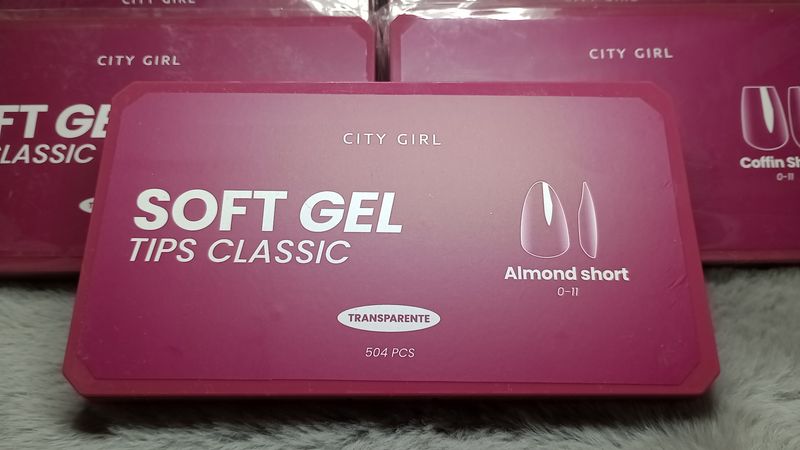 CITY GIRL
CITY GIRL
FT GE
CLASSIC
Coffin Sh
0-11
CITY GIRL
SOFT GEL
TIPS CLASSIC
Almond short
0-11
TRANSPARENTE
504 PCS